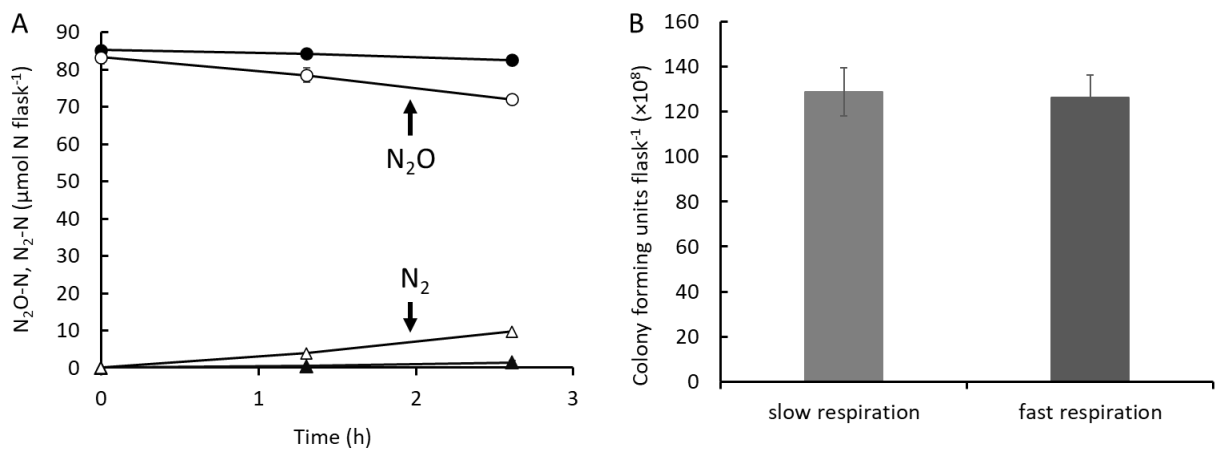 A
N₂O-N, N₂-N (µmol N flask⁻¹)
90
80
70
60
50
40
30
20
10
0
N₂O
N₂
0
1
2
3
Time (h)
B
Colony forming units flask⁻¹ (×10⁸)
160
140
120
100
80
60
40
20
0
slow respiration
fast respiration